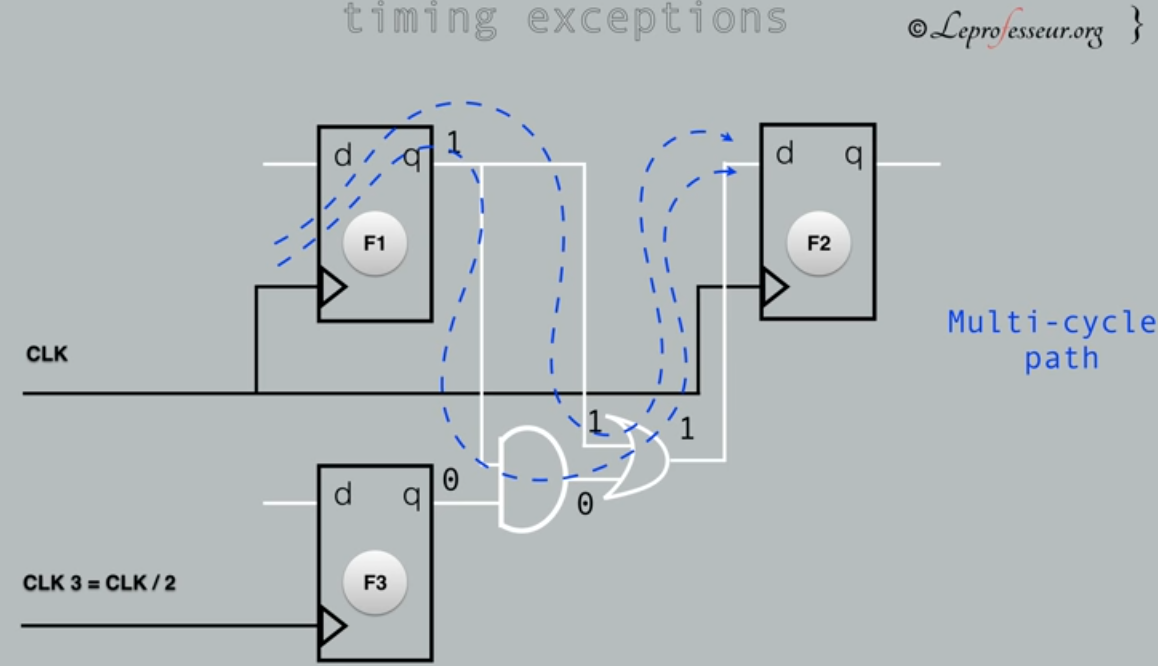 timing exceptions
© Leprofesseur.org }
1
d q
d q
F1
F2
Multi-cycle
path
CLK
1
1
0
d q
0
F3
CLK 3 = CLK / 2